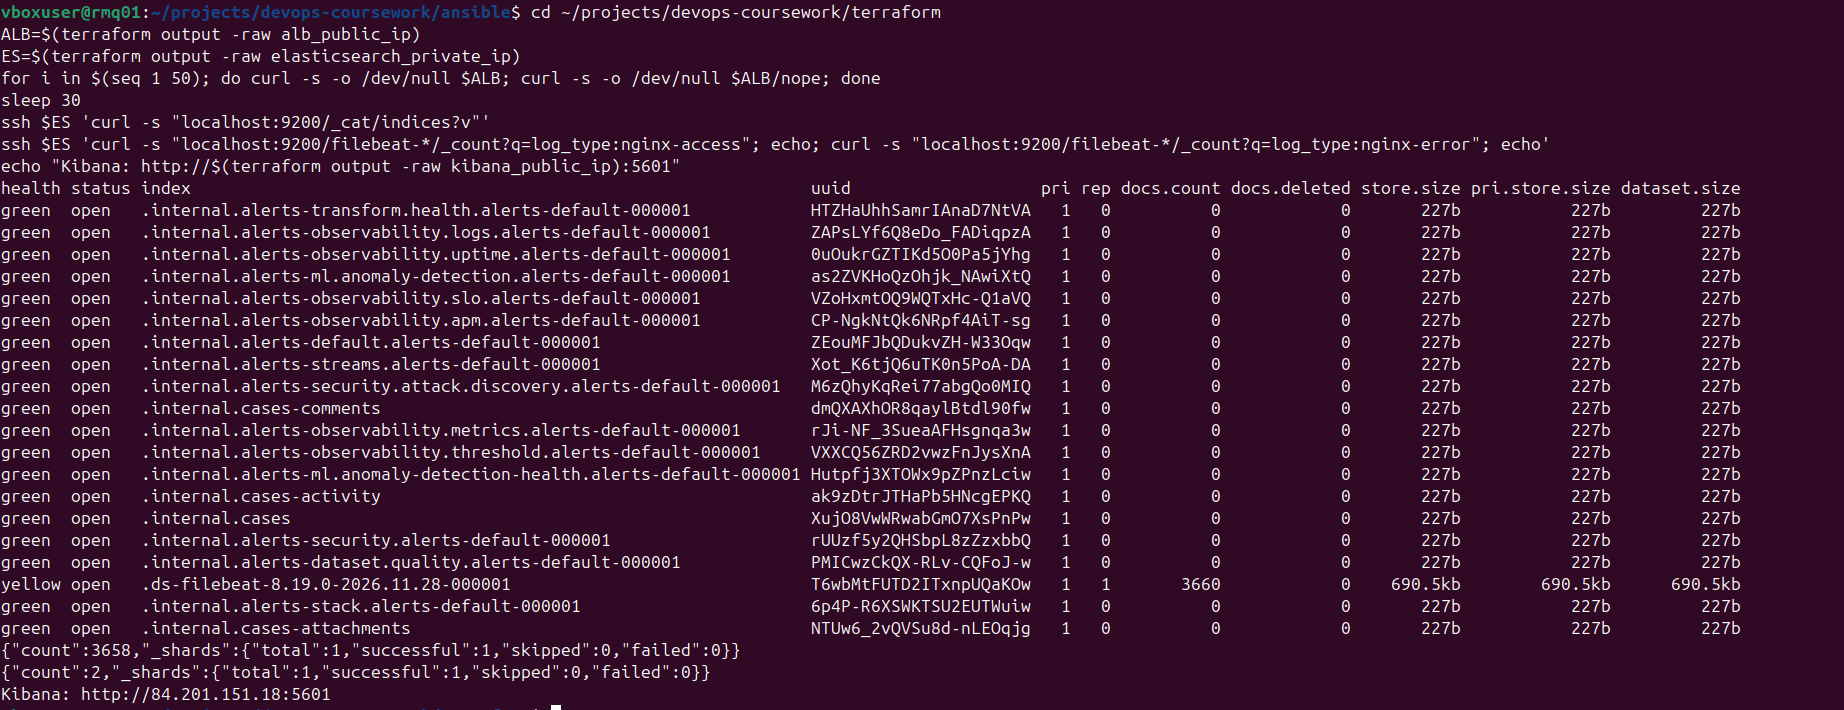 vboxuser@rmq01:~/projects/devops-coursework/ansible$ cd ~/projects/devops-coursework/terraform
ALB=$(terraform output -raw alb_public_ip)
ES=$(terraform output -raw elasticsearch_private_ip)
for i in $(seq 1 50); do curl -s -o /dev/null $ALB; curl -s -o /dev/null $ALB/nope; done
sleep 30
ssh $ES 'curl -s "localhost:9200/_cat/indices?v"'
ssh $ES 'curl -s "localhost:9200/filebeat-*/_count?q=log_type:nginx-access"; echo; curl -s "localhost:9200/filebeat-*/_count?q=log_type:nginx-error"; echo'
echo "Kibana: http://$(terraform output -raw kibana_public_ip):5601"
health status index uuid pri rep docs.count docs.deleted store.size pri.store.size dataset.size
green open .internal.alerts-transform.health.alerts-default-000001 HTZHaUhhSamrIAnaD7NtVA 1 0 0 0 227b 227b 227b
green open .internal.alerts-observability.logs.alerts-default-000001 ZAPsLYf6Q8eDo_FADiqpzA 1 0 0 0 227b 227b 227b
green open .internal.alerts-observability.uptime.alerts-default-000001 0uOukrGZTIKd5O0Pa5jYhg 1 0 0 0 227b 227b 227b
green open .internal.alerts-ml.anomaly-detection.alerts-default-000001 as2ZVKHoQzOhjk_NAwiXtQ 1 0 0 0 227b 227b 227b
green open .internal.alerts-observability.slo.alerts-default-000001 VZoHxmtOQ9WQTxHc-Q1aVQ 1 0 0 0 227b 227b 227b
green open .internal.alerts-observability.apm.alerts-default-000001 CP-NgkNtQk6NRpf4AiT-sg 1 0 0 0 227b 227b 227b
green open .internal.alerts-default.alerts-default-000001 ZEouMFJbQDukvZH-W33Oqw 1 0 0 0 227b 227b 227b
green open .internal.alerts-streams.alerts-default-000001 Xot_K6tjQ6uTK0n5PoA-DA 1 0 0 0 227b 227b 227b
green open .internal.alerts-security.attack.discovery.alerts-default-000001 M6zQhyKqRei77abgQo0MIQ 1 0 0 0 227b 227b 227b
green open .internal.cases-comments dmQXAXhOR8qaylBtdl90fw 1 0 0 0 227b 227b 227b
green open .internal.alerts-observability.metrics.alerts-default-000001 rJi-NF_3SueaAFHsgnqa3w 1 0 0 0 227b 227b 227b
green open .internal.alerts-observability.threshold.alerts-default-000001 VXXCQ56ZRD2vwzFnJysXnA 1 0 0 0 227b 227b 227b
green open .internal.alerts-ml.anomaly-detection-health.alerts-default-000001 Hutpfj3XTOWx9pZPnzLciw 1 0 0 0 227b 227b 227b
green open .internal.cases-activity ak9zDtrJTHaPb5HNcgEPKQ 1 0 0 0 227b 227b 227b
green open .internal.cases XujO8VwWRwabGmO7XsPnPw 1 0 0 0 227b 227b 227b
green open .internal.alerts-security.alerts-default-000001 rUUzf5y2QHSbpL8zZzxbbQ 1 0 0 0 227b 227b 227b
green open .internal.alerts-dataset.quality.alerts-default-000001 PMICwzCkQX-RLv-CQFoJ-w 1 0 0 0 227b 227b 227b
yellow open .ds-filebeat-8.19.0-2026.11.28-000001 T6wbMtFUTD2ITxnpUQaKOw 1 1 3660 0 690.5kb 690.5kb 690.5kb
green open .internal.alerts-stack.alerts-default-000001 6p4P-R6XSWKTSU2EUTWuiw 1 0 0 0 227b 227b 227b
green open .internal.cases-attachments NTUw6_2vQVSu8d-nLEOqjg 1 0 0 0 227b 227b 227b
{"count":3658,"_shards":{"total":1,"successful":1,"skipped":0,"failed":0}}
{"count":2,"_shards":{"total":1,"successful":1,"skipped":0,"failed":0}}
Kibana: http://84.201.151.18:5601